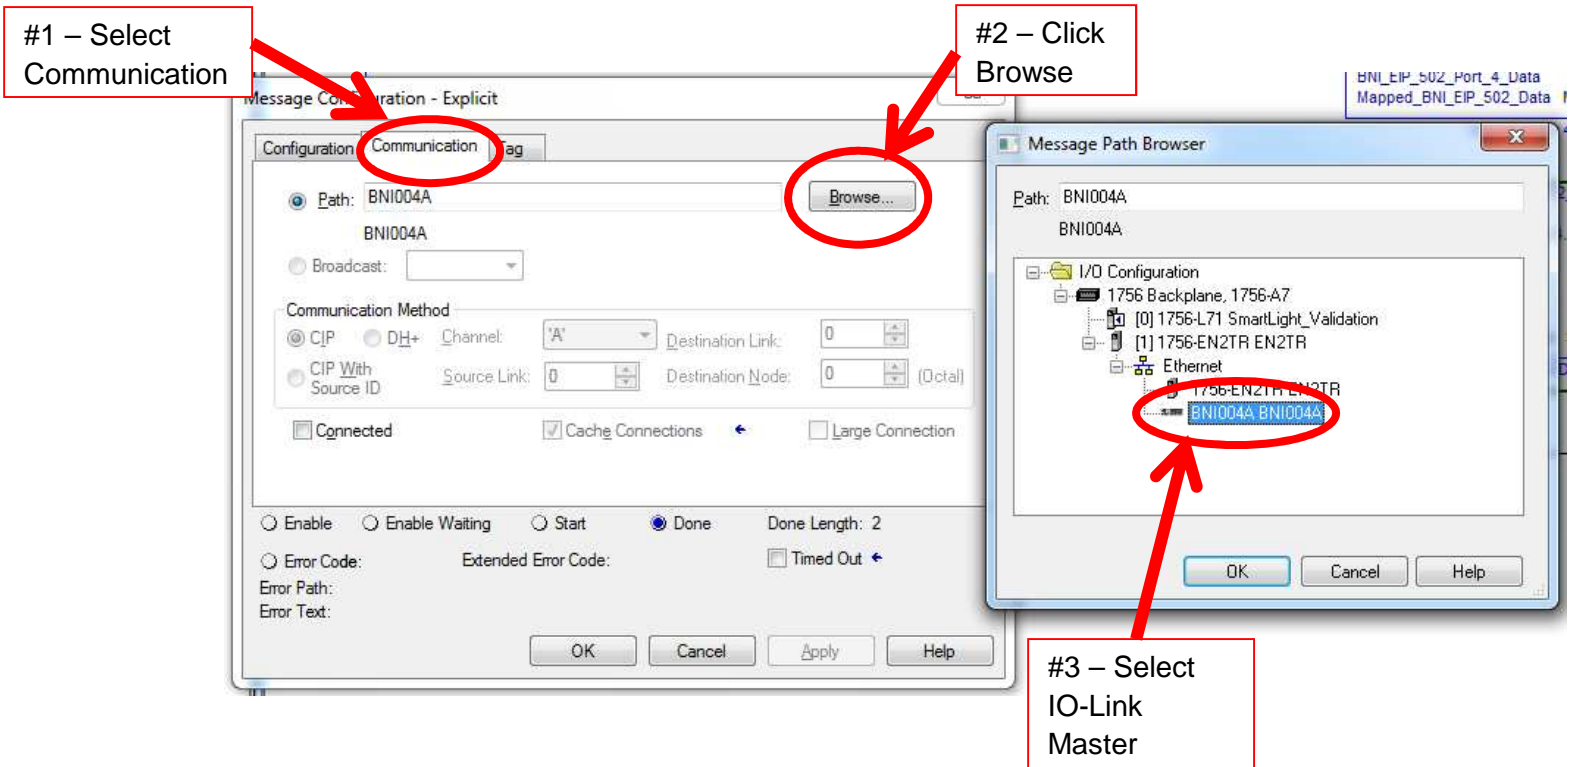 #1 – Select
Communication
#2 – Click
Browse
BNI_EIP_502_Port_4_Data
Mapped_BNI_EIP_502_Data
Message Configuration - Explicit
Configuration Communication Tag
Path: BNI004A Browse...
BNI004A
Broadcast:
Communication Method
CIP DH+ Channel: 'A' Destination Link: 0
CIP With
Source ID Source Link: 0 Destination Node: 0 (Octal)
Connected Cache Connections Large Connection
Enable Enable Waiting Start Done Done Length: 2
Error Code: Extended Error Code: Timed Out
Error Path:
Error Text:
OK Cancel Apply Help
Message Path Browser
Path: BNI004A
BNI004A
I/O Configuration
1756 Backplane, 1756-A7
[0] 1756-L71 SmartLight_Validation
[1] 1756-EN2TR EN2TR
Ethernet
1756-EN2TR EN2TR
BNI004A BNI004A
OK Cancel Help
#3 – Select
IO-Link
Master